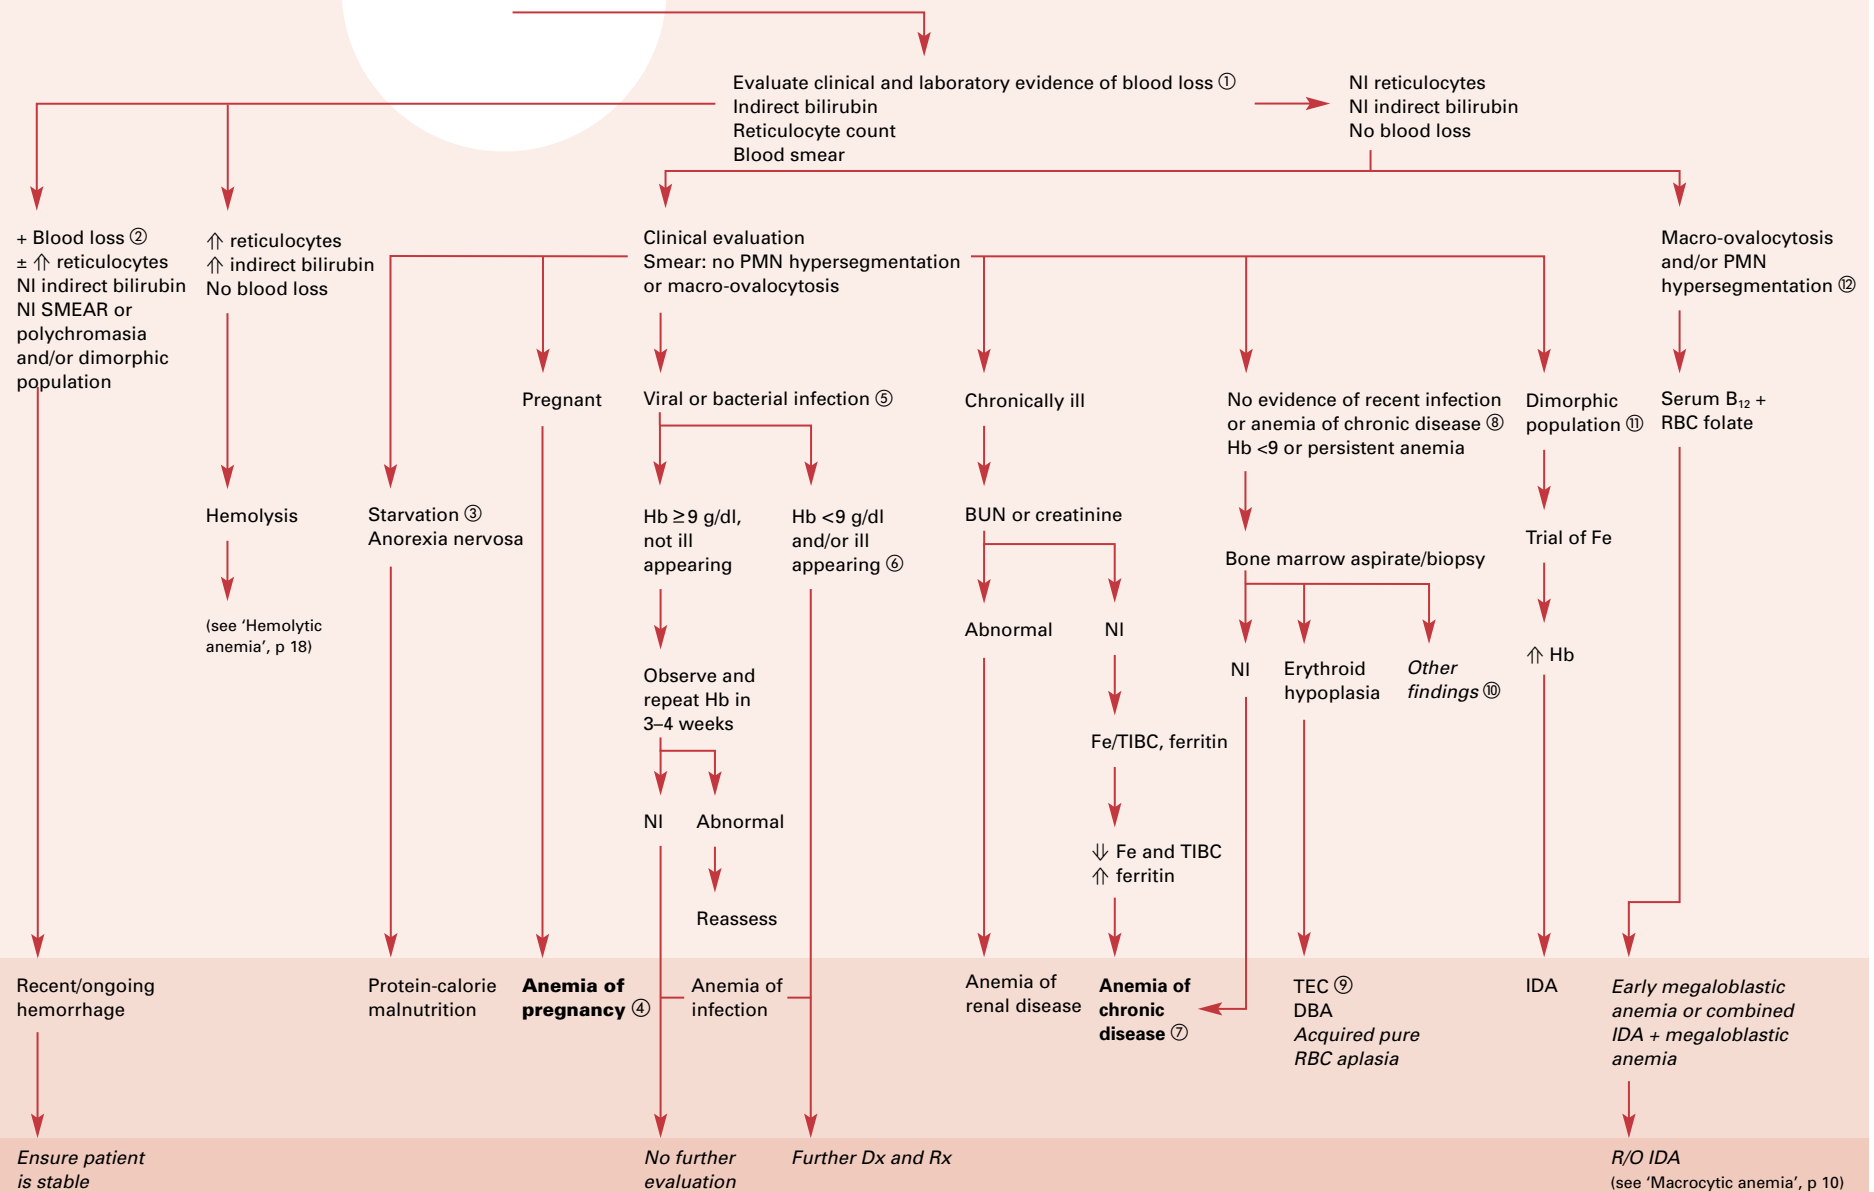 Evaluate clinical and laboratory evidence of blood loss ①
Indirect bilirubin
Reticulocyte count
Blood smear
NI reticulocytes
NI indirect bilirubin
No blood loss
+ Blood loss ②
± ⇑ reticulocytes
NI indirect bilirubin
NI SMEAR or
polychromasia
and/or dimorphic
population
⇑ reticulocytes
⇑ indirect bilirubin
No blood loss
Clinical evaluation
Smear: no PMN hypersegmentation
or macro-ovalocytosis
Macro-ovalocytosis
and/or PMN
hypersegmentation ⑫
Pregnant
Viral or bacterial infection ⑤
Chronically ill
No evidence of recent infection
or anemia of chronic disease ⑧
Hb <9 or persistent anemia
Dimorphic
population ⑪
Serum B₁₂ +
RBC folate
Hemolysis
Starvation ③
Anorexia nervosa
Hb ≥9 g/dl,
not ill
appearing
Hb <9 g/dl
and/or ill
appearing ⑥
BUN or creatinine
Bone marrow aspirate/biopsy
Trial of Fe
(see ‘Hemolytic
anemia’, p 18)
Abnormal
NI
Observe and
repeat Hb in
3–4 weeks
NI
Erythroid
hypoplasia
Other
findings ⑩
⇑ Hb
Fe/TIBC, ferritin
NI
Abnormal
⇓ Fe and TIBC
⇑ ferritin
Reassess
Recent/ongoing
hemorrhage
Protein-calorie
malnutrition
Anemia of
pregnancy ④
Anemia of
infection
Anemia of
renal disease
Anemia of
chronic
disease ⑦
TEC ⑨
DBA
Acquired pure
RBC aplasia
IDA
Early megaloblastic
anemia or combined
IDA + megaloblastic
anemia
Ensure patient
is stable
No further
evaluation
Further Dx and Rx
R/O IDA
(see ‘Macrocytic anemia’, p 10)